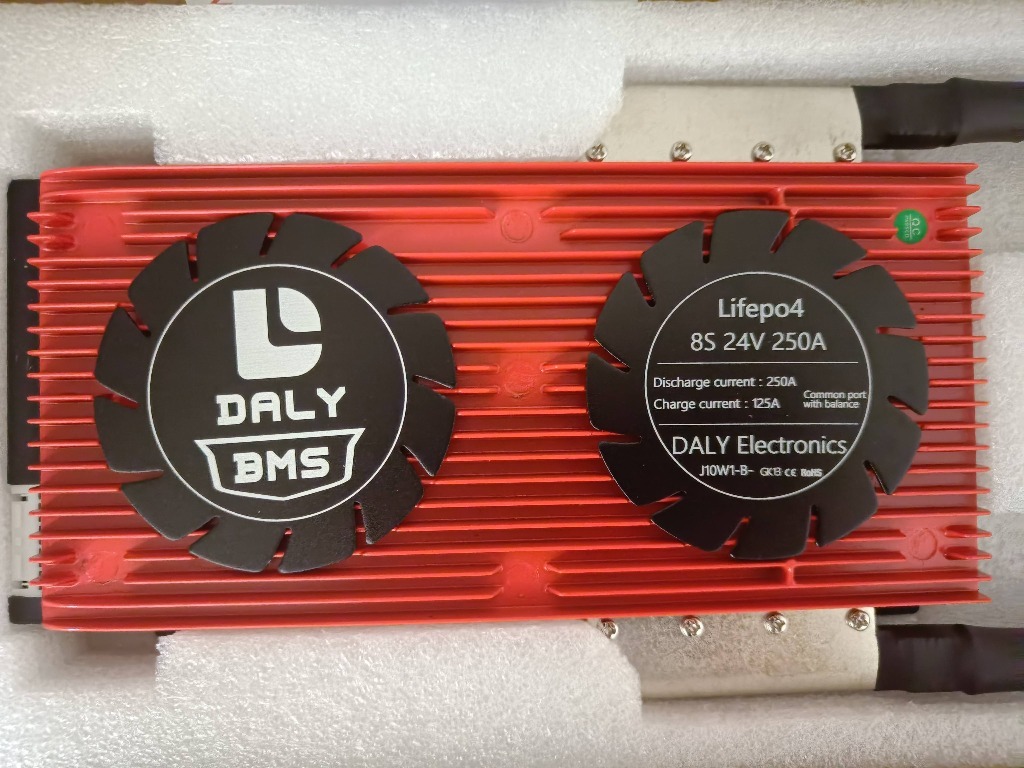 DALY
BMS
QC
Lifepo4
8S 24V 250A
Discharge current : 250A
Charge current : 125A
Common port
with balance
DALY Electronics
J10W1-B- GK13 CE RoHS